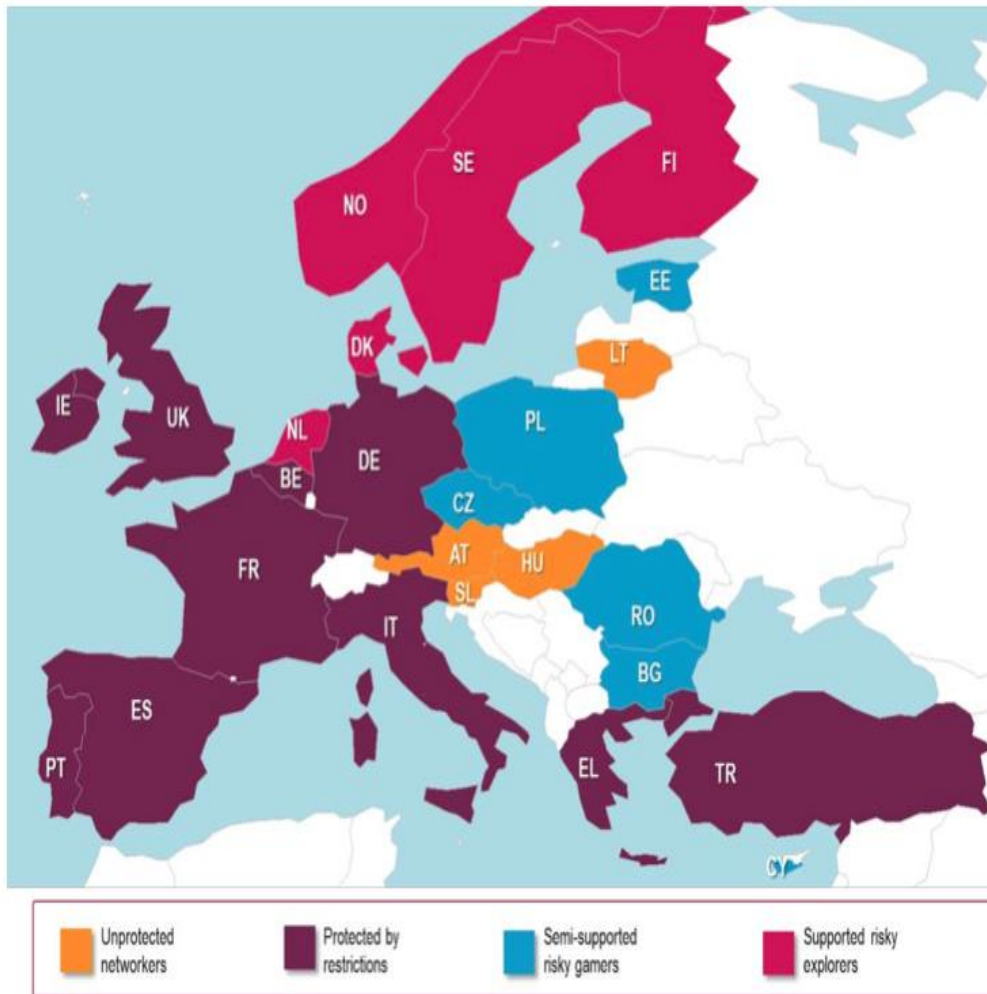 SE
FI
NO
EE
DK
LT
IE
UK
NL
PL
BE
DE
CZ
AT
HU
FR
SL
IT
RO
BG
ES
PT
EL
TR
CY
Unprotected
networkers
Protected by
restrictions
Semi-supported
risky gamers
Supported risky
explorers